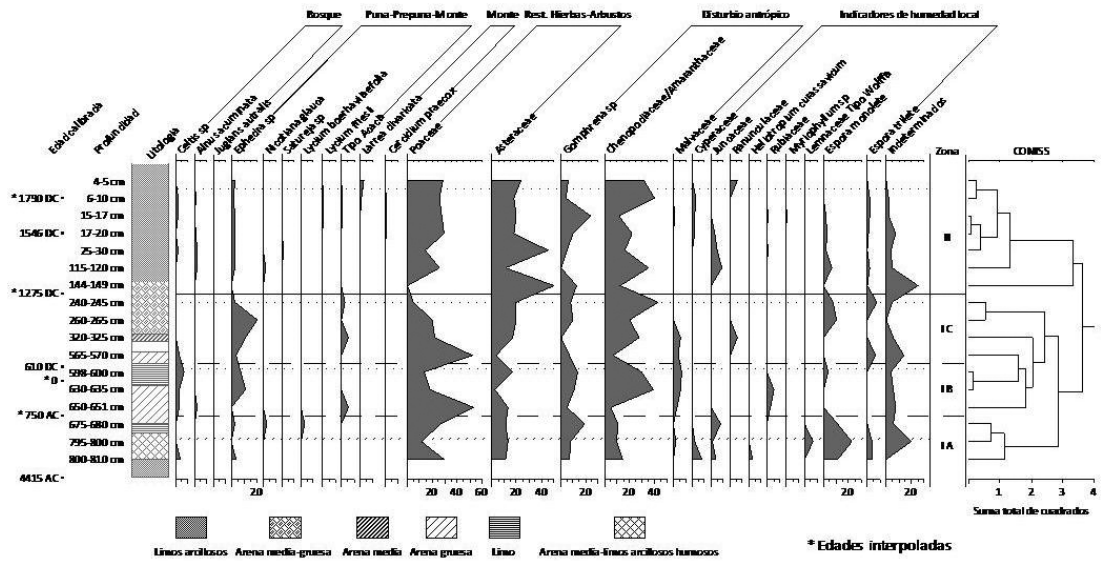 Bosque
Puna-Prepuna-Monte
Monte
Rest. Hierbas-Arbustos
Disturbio antrópico
Indicadores de humedad local
Edad calibrada
Profundidad
Litología
Celtis sp
Alnus acuminata
Juglans autralis
Ephedra sp
Nicotiana glauca
Satureja sp
Lycium boerhaviaefolia
Lycium friesii
Tipo Acacia
Larrea divaricata
Cercidium praecox
Poaceae
Asteraceae
Gomphrena sp
Chenopodiaceae/Amaranthaceae
Malvaceae
Cyperaceae
Juncaceae
Ranunculaceae
Heliotropium curassavicum
Rubiaceae
Myriophyllum sp
Lemnaceae Tipo Wolffia
Espora monolete
Espora trilete
Indeterminados
Zona
CONISS
4-5 cm
* 1790 DC
6-10 cm
15-17 cm
1546 DC
17-20 cm
II
25-30 cm
115-120 cm
144-149 cm
* 1275 DC
240-245 cm
260-265 cm
I C
320-325 cm
565-570 cm
610 DC
598-600 cm
* 0
630-635 cm
I B
650-651 cm
* 750 AC
675-680 cm
795-800 cm
I A
800-810 cm
4415 AC
20
20 40 60
20 40
20
20 40
20
20
1 2 3 4
Suma total de cuadrados
Limos arcillosos
Arena media-gruesa
Arena media
Arena gruesa
Limo
Arena media-limos arcillosos humosos
* Edades interpoladas